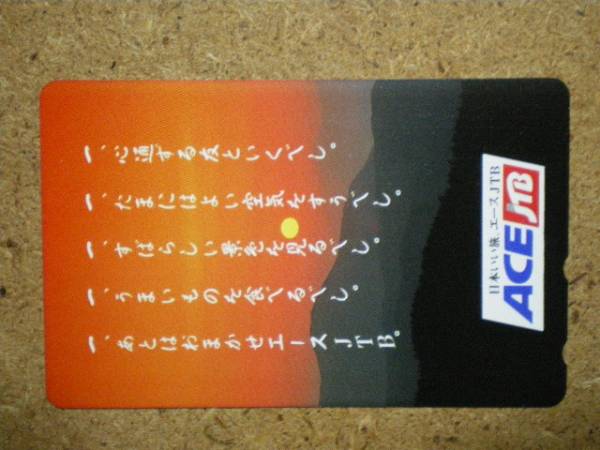 一、心通ずる友といくべし。
一、たまにはよい空気をすうべし。
一、すばらしい景色を見るべし。
一、うまいものを食べるべし。
一、あとはおまかせエースJTB。
日本いい旅、エースJTB
ACE JTB